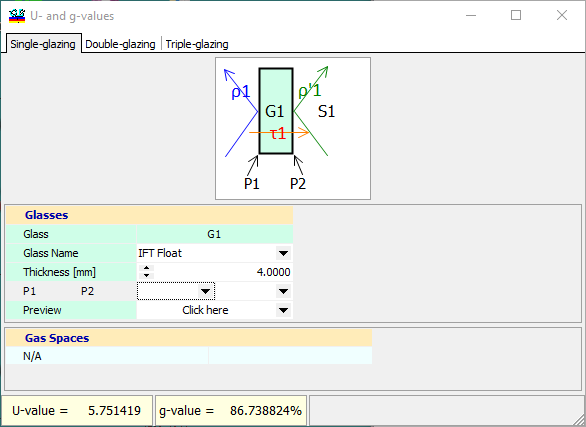 U- and g-values
Single-glazing Double-glazing Triple-glazing
ρ1 ρ'1
G1 S1
τ1
P1 P2
Glasses
Glass G1
Glass Name IFT Float
Thickness [mm] 4.0000
P1 P2
Preview Click here
Gas Spaces
N/A
U-value = 5.751419 g-value = 86.738824%